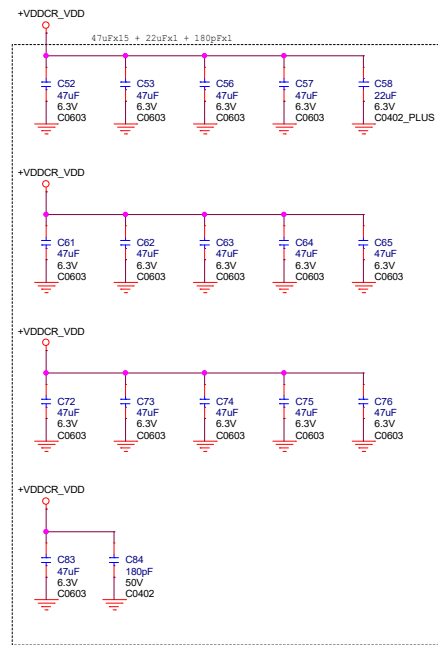 +VDDCR_VDD
47uFx15 + 22uFx1 + 180pFx1
C52
47uF
6.3V
C0603
C53
47uF
6.3V
C0603
C56
47uF
6.3V
C0603
C57
47uF
6.3V
C0603
C58
22uF
6.3V
C0402_PLUS
+VDDCR_VDD
C61
47uF
6.3V
C0603
C62
47uF
6.3V
C0603
C63
47uF
6.3V
C0603
C64
47uF
6.3V
C0603
C65
47uF
6.3V
C0603
+VDDCR_VDD
C72
47uF
6.3V
C0603
C73
47uF
6.3V
C0603
C74
47uF
6.3V
C0603
C75
47uF
6.3V
C0603
C76
47uF
6.3V
C0603
+VDDCR_VDD
C83
47uF
6.3V
C0603
C84
180pF
50V
C0402